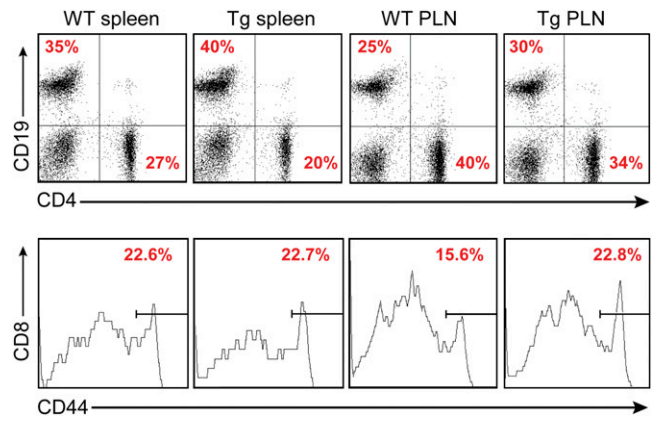 WT spleen Tg spleen WT PLN Tg PLN
35% 40% 25% 30%
CD19
27% 20% 40% 34%
CD4
22.6% 22.7% 15.6% 22.8%
CD8
CD44